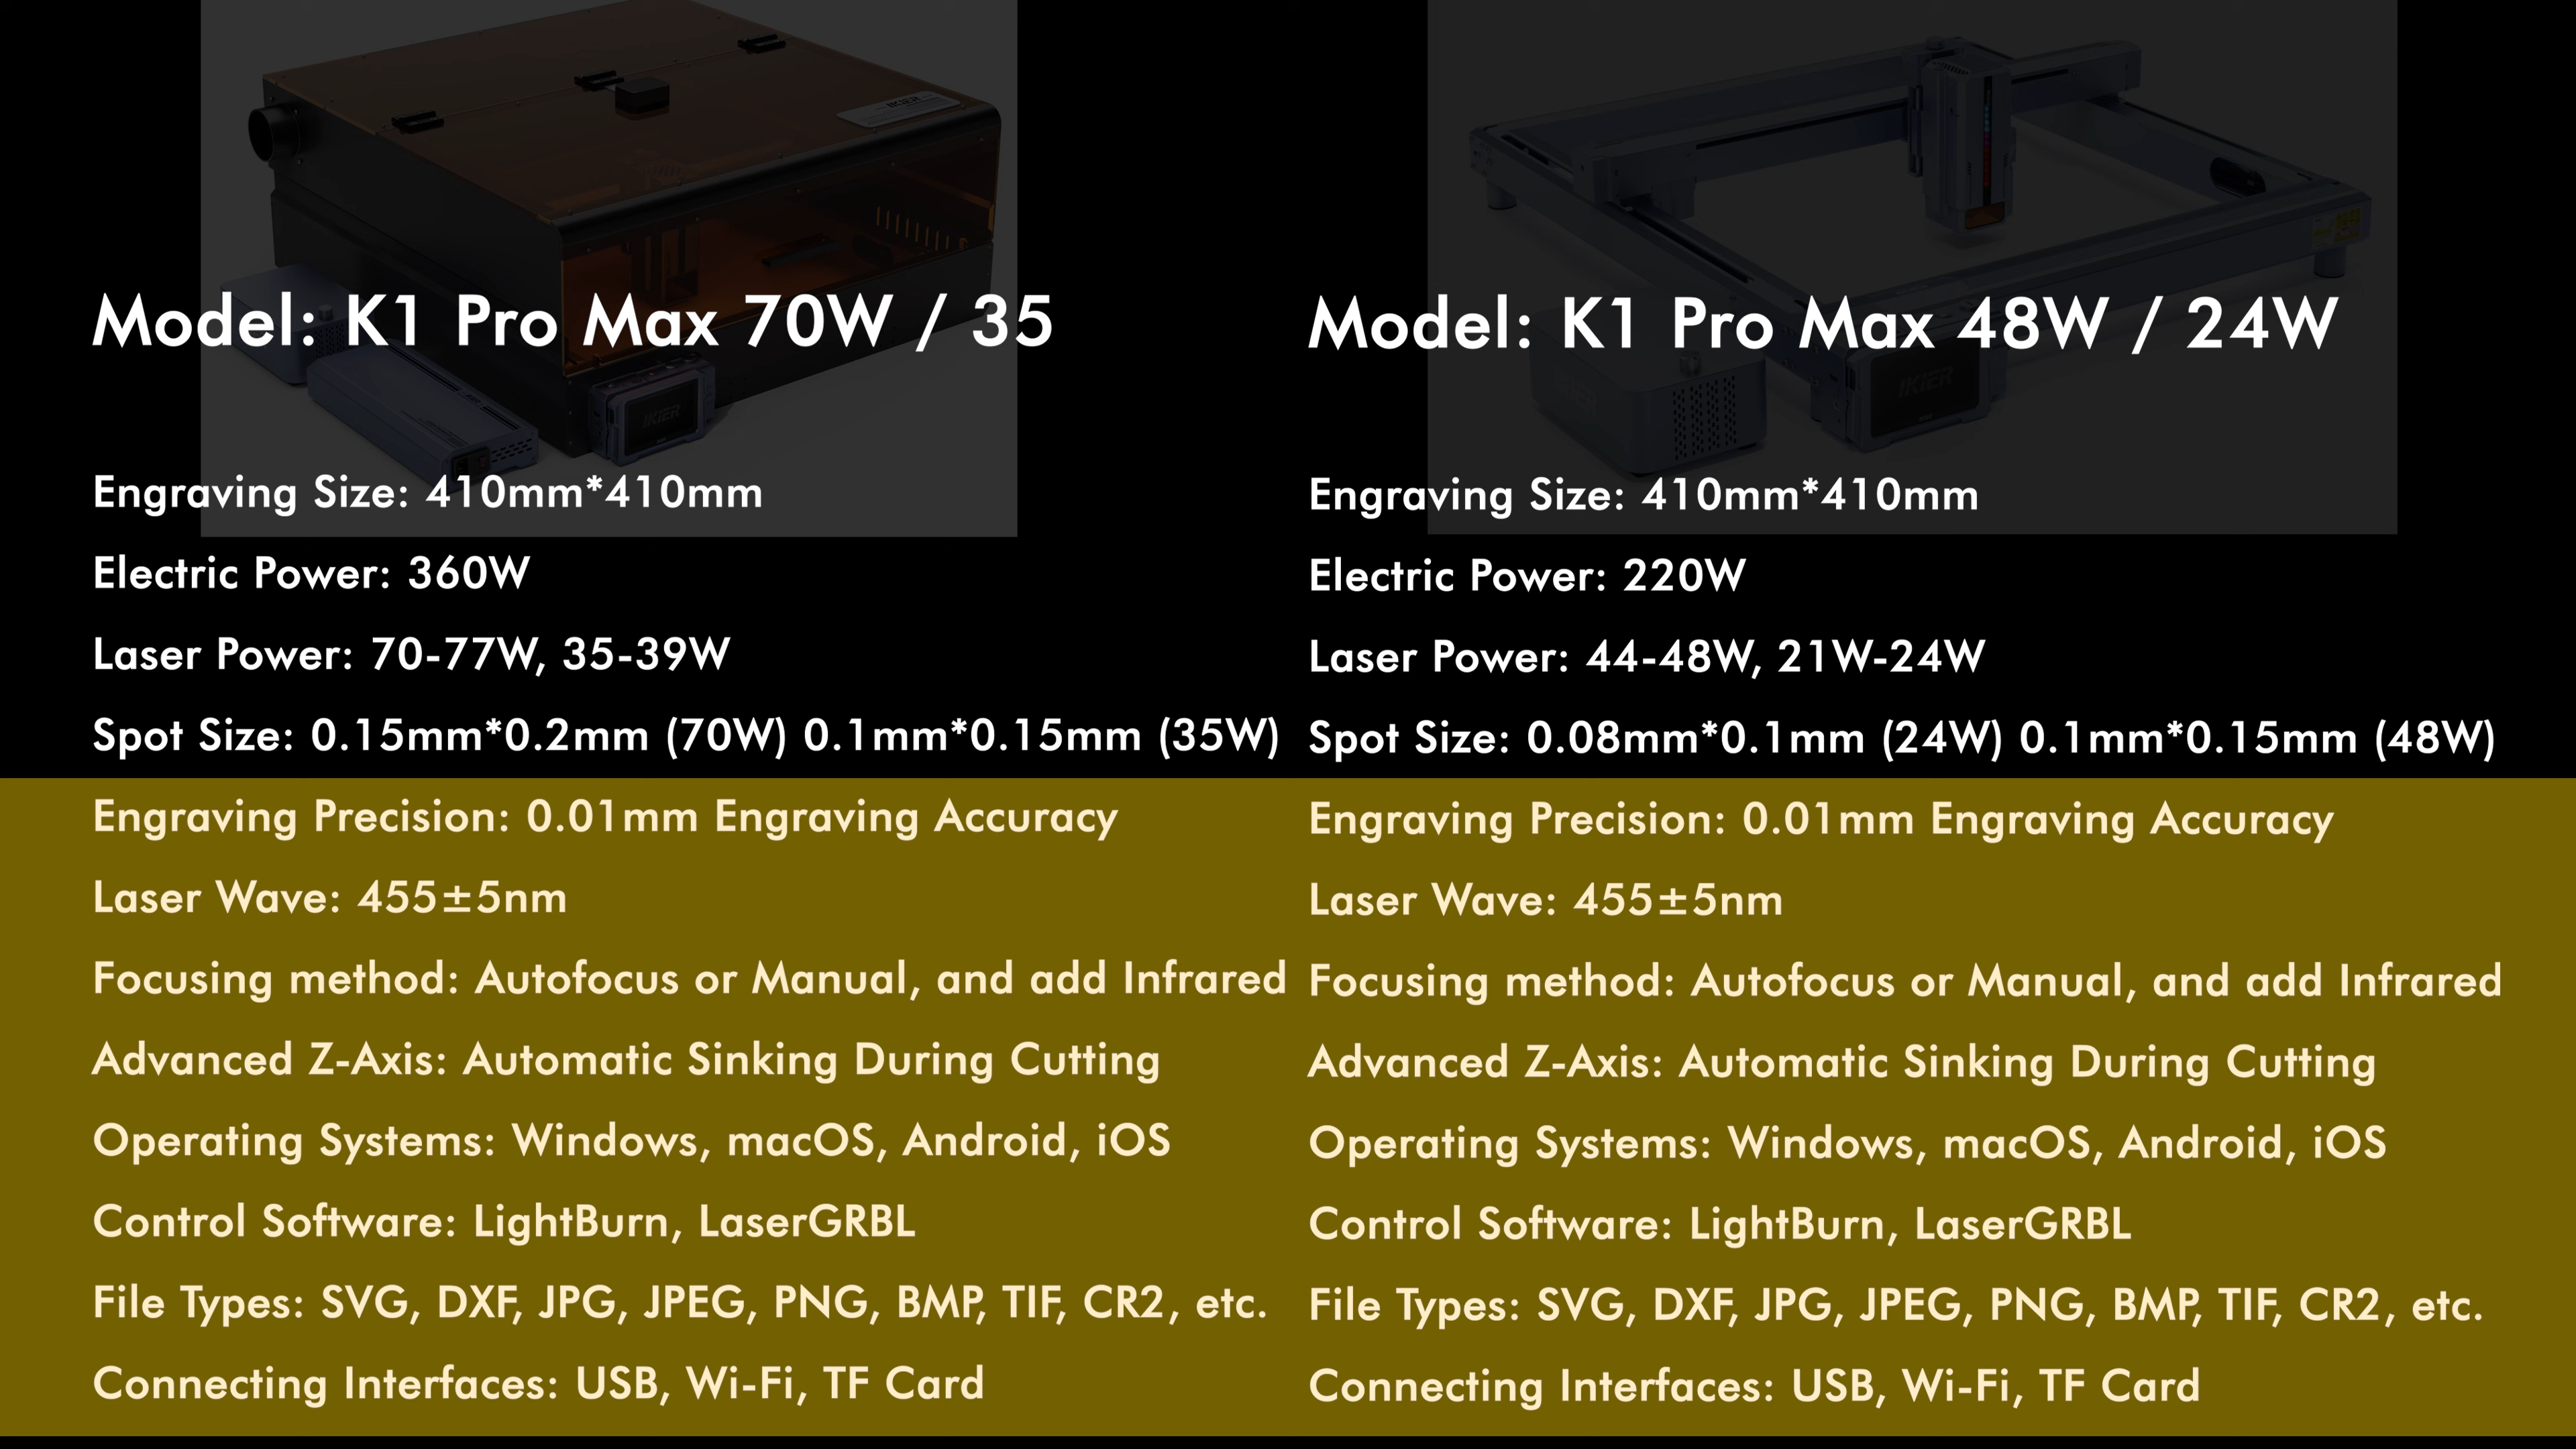 IKIER
Model: K1 Pro Max 70W / 35
IKIER
Engraving Size: 410mm*410mm
Electric Power: 360W
Laser Power: 70-77W, 35-39W
Spot Size: 0.15mm*0.2mm (70W) 0.1mm*0.15mm (35W)
Engraving Precision: 0.01mm Engraving Accuracy
Laser Wave: 455±5nm
Focusing method: Autofocus or Manual, and add Infrared
Advanced Z-Axis: Automatic Sinking During Cutting
Operating Systems: Windows, macOS, Android, iOS
Control Software: LightBurn, LaserGRBL
File Types: SVG, DXF, JPG, JPEG, PNG, BMP, TIF, CR2, etc.
Connecting Interfaces: USB, Wi-Fi, TF Card
Model: K1 Pro Max 48W / 24W
IKIER
Engraving Size: 410mm*410mm
Electric Power: 220W
Laser Power: 44-48W, 21W-24W
Spot Size: 0.08mm*0.1mm (24W) 0.1mm*0.15mm (48W)
Engraving Precision: 0.01mm Engraving Accuracy
Laser Wave: 455±5nm
Focusing method: Autofocus or Manual, and add Infrared
Advanced Z-Axis: Automatic Sinking During Cutting
Operating Systems: Windows, macOS, Android, iOS
Control Software: LightBurn, LaserGRBL
File Types: SVG, DXF, JPG, JPEG, PNG, BMP, TIF, CR2, etc.
Connecting Interfaces: USB, Wi-Fi, TF Card